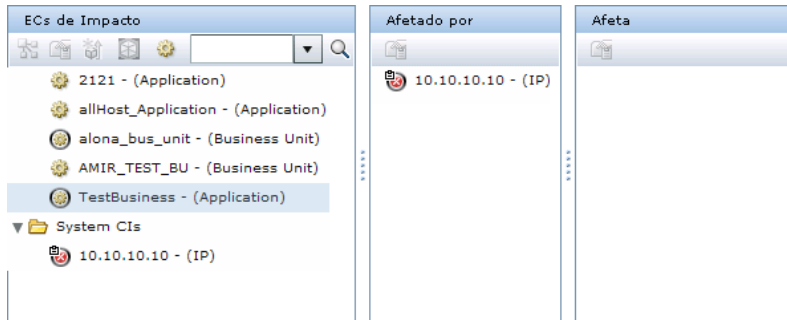 ECs de Impacto
2121 - (Application)
allHost_Application - (Application)
alona_bus_unit - (Business Unit)
AMIR_TEST_BU - (Business Unit)
TestBusiness - (Application)
System CIs
10.10.10.10 - (IP)
Afetado por
10.10.10.10 - (IP)
Afeta